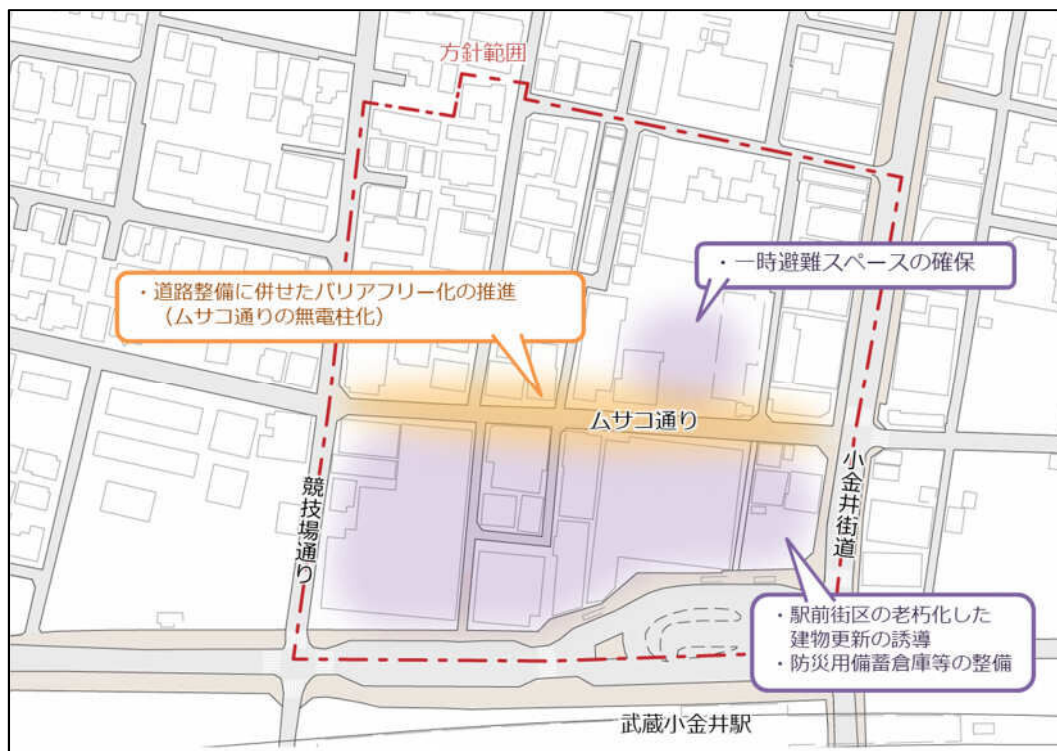 方針範囲
・一時避難スペースの確保
・道路整備に併せたバリアフリー化の推進
（ムサコ通りの無電柱化）
ムサコ通り
小金井街道
競技場通り
・駅前街区の老朽化した
建物更新の誘導
・防災用備蓄倉庫等の整備
武蔵小金井駅